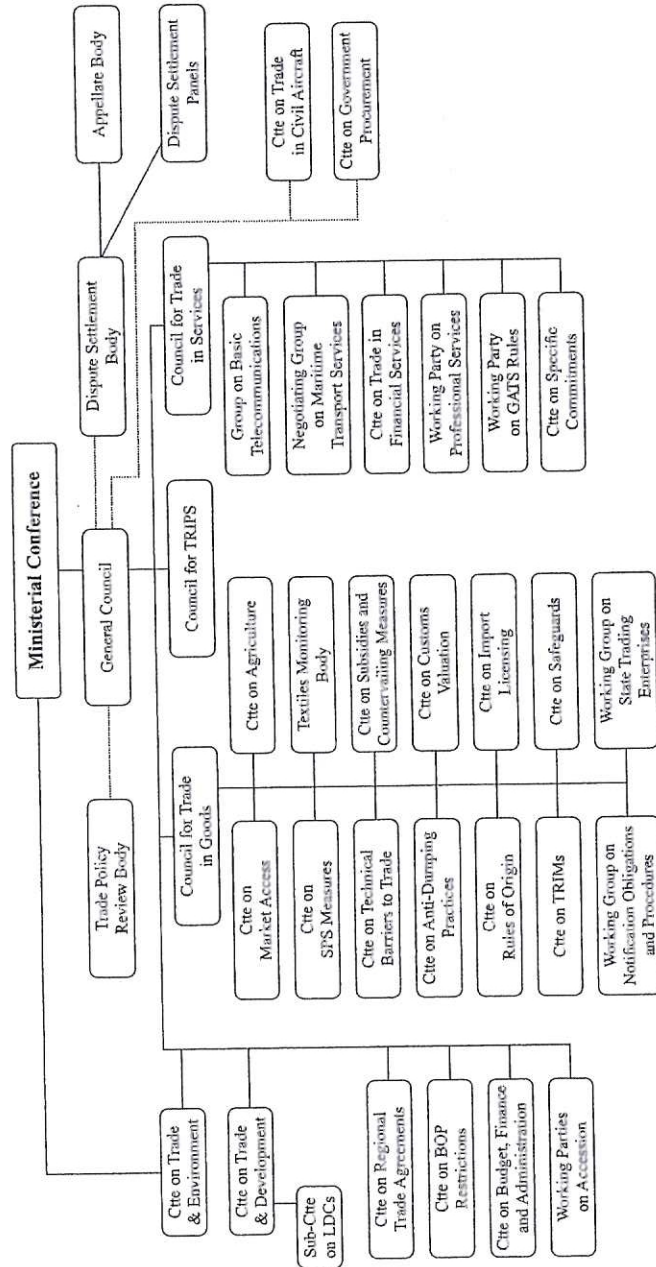 Ministerial Conference
General Council
Trade Policy
Review Body
Dispute Settlement
Body
Appellate Body
Dispute Settlement
Panels
Ctte on Trade
in Civil Aircraft
Ctte on Government
Procurement
Ctte on Trade
& Environment
Ctte on Trade
& Development
Sub-Ctte
on LDCs
Ctte on Regional
Trade Agreements
Ctte on BOP
Restrictions
Ctte on Budget, Finance
and Administration
Working Parties
on Accession
Council for Trade
in Goods
Ctte on
Market Access
Ctte on
SPS Measures
Ctte on Technical
Barriers to Trade
Ctte on Anti-Dumping
Practices
Ctte on
Rules of Origin
Ctte on TRIMs
Working Group on
Notification Obligations
and Procedures
Ctte on Agriculture
Textiles Monitoring
Body
Ctte on Subsidies and
Countervailing Measures
Ctte on Customs
Valuation
Ctte on Import
Licensing
Ctte on Safeguards
Working Group on
State Trading
Enterprises
Council for TRIPS
Council for Trade
in Services
Group on Basic
Telecommunications
Negotiating Group
on Maritime
Transport Services
Ctte on Trade in
Financial Services
Working Party on
Professional Services
Working Party
on GATS Rules
Ctte on Specific
Commitments